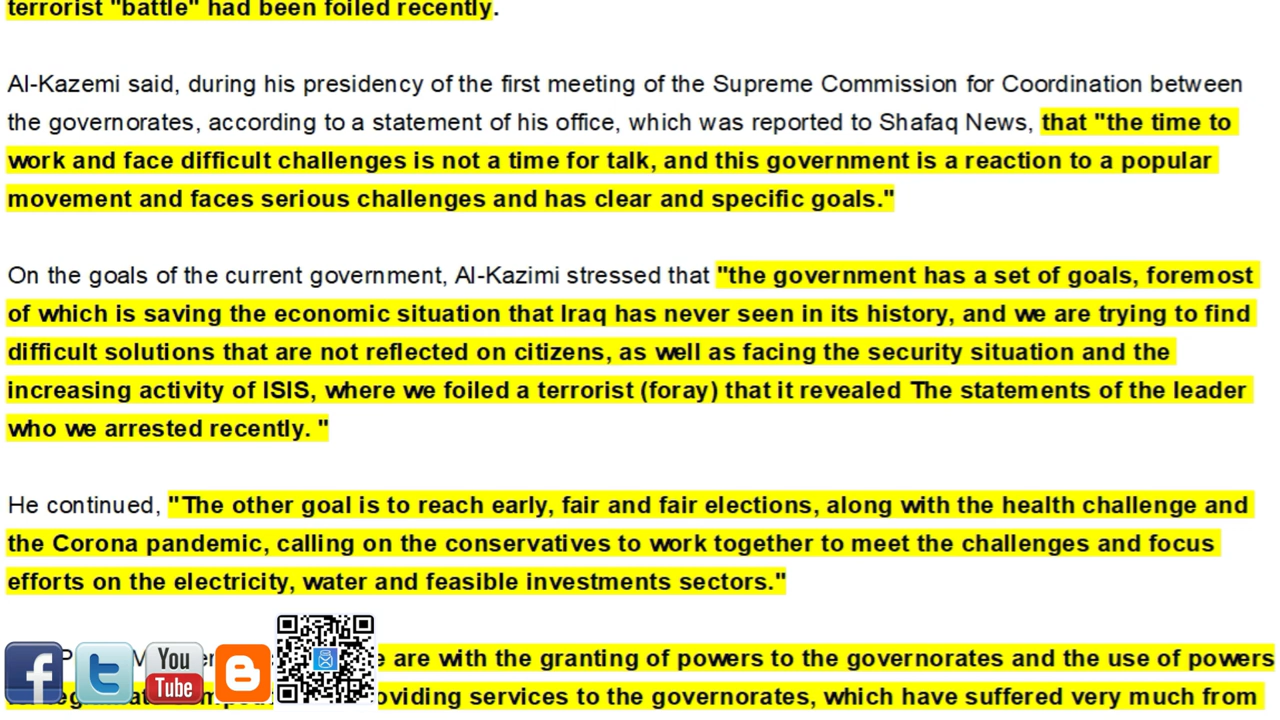 terrorist "battle" had been foiled recently.
Al-Kazemi said, during his presidency of the first meeting of the Supreme Commission for Coordination between
the governorates, according to a statement of his office, which was reported to Shafaq News, that "the time to
work and face difficult challenges is not a time for talk, and this government is a reaction to a popular
movement and faces serious challenges and has clear and specific goals."
On the goals of the current government, Al-Kazimi stressed that "the government has a set of goals, foremost
of which is saving the economic situation that Iraq has never seen in its history, and we are trying to find
difficult solutions that are not reflected on citizens, as well as facing the security situation and the
increasing activity of ISIS, where we foiled a terrorist (foray) that it revealed The statements of the leader
who we arrested recently. "
He continued, "The other goal is to reach early, fair and fair elections, along with the health challenge and
the Corona pandemic, calling on the conservatives to work together to meet the challenges and focus
efforts on the electricity, water and feasible investments sectors."
are with the granting of powers to the governorates and the use of powers
services to the governorates, which have suffered very much from
You
Tube